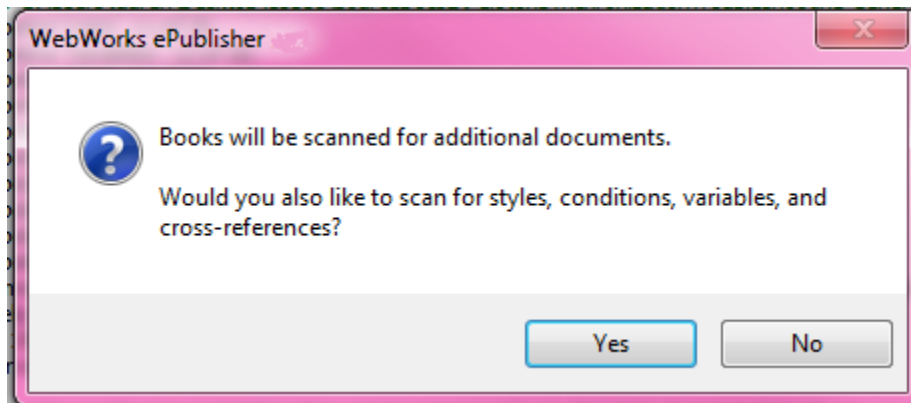 WebWorks ePublisher
Books will be scanned for additional documents.
Would you also like to scan for styles, conditions, variables, and
cross-references?
Yes
No